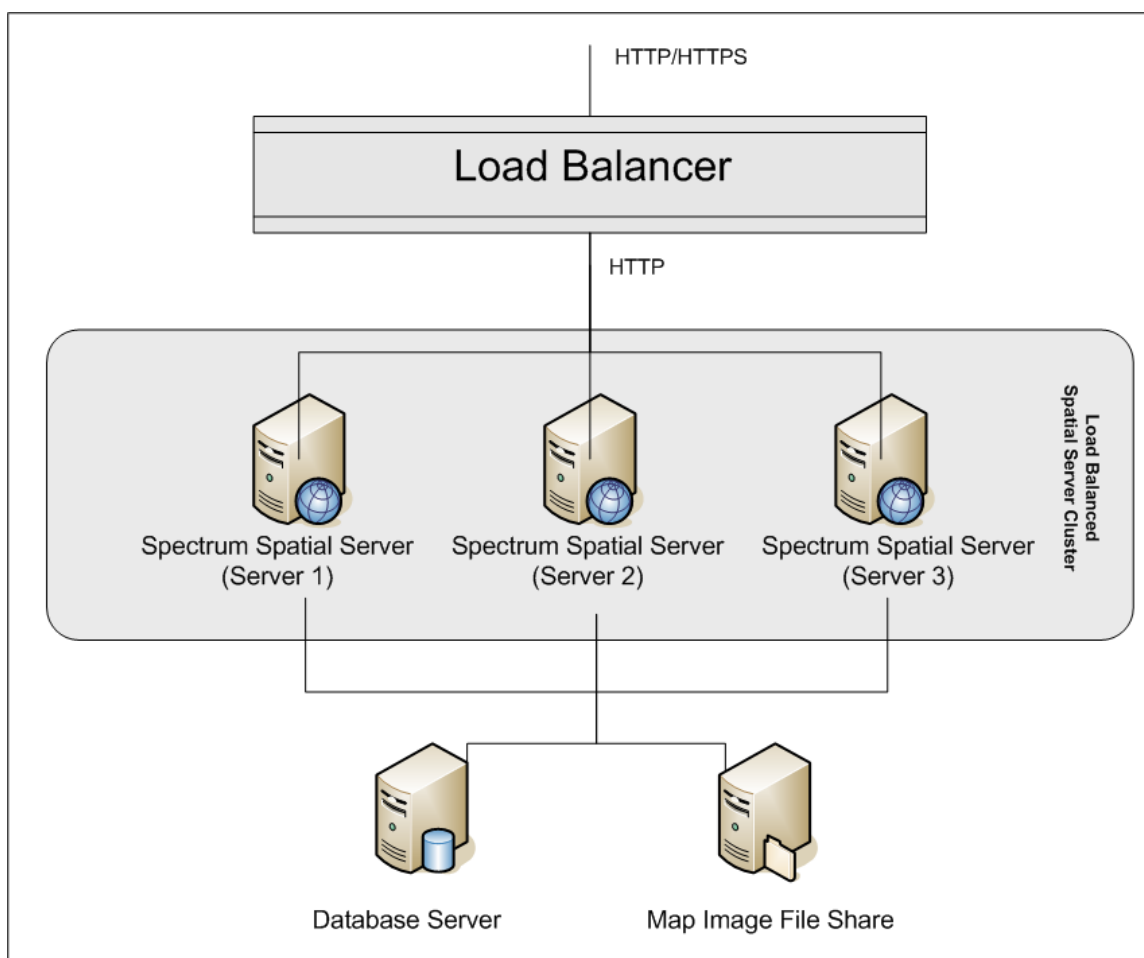 HTTP/HTTPS
Load Balancer
HTTP
Load Balanced
Spatial Server Cluster
Spectrum Spatial Server
(Server 1)
Spectrum Spatial Server
(Server 2)
Spectrum Spatial Server
(Server 3)
Database Server
Map Image File Share